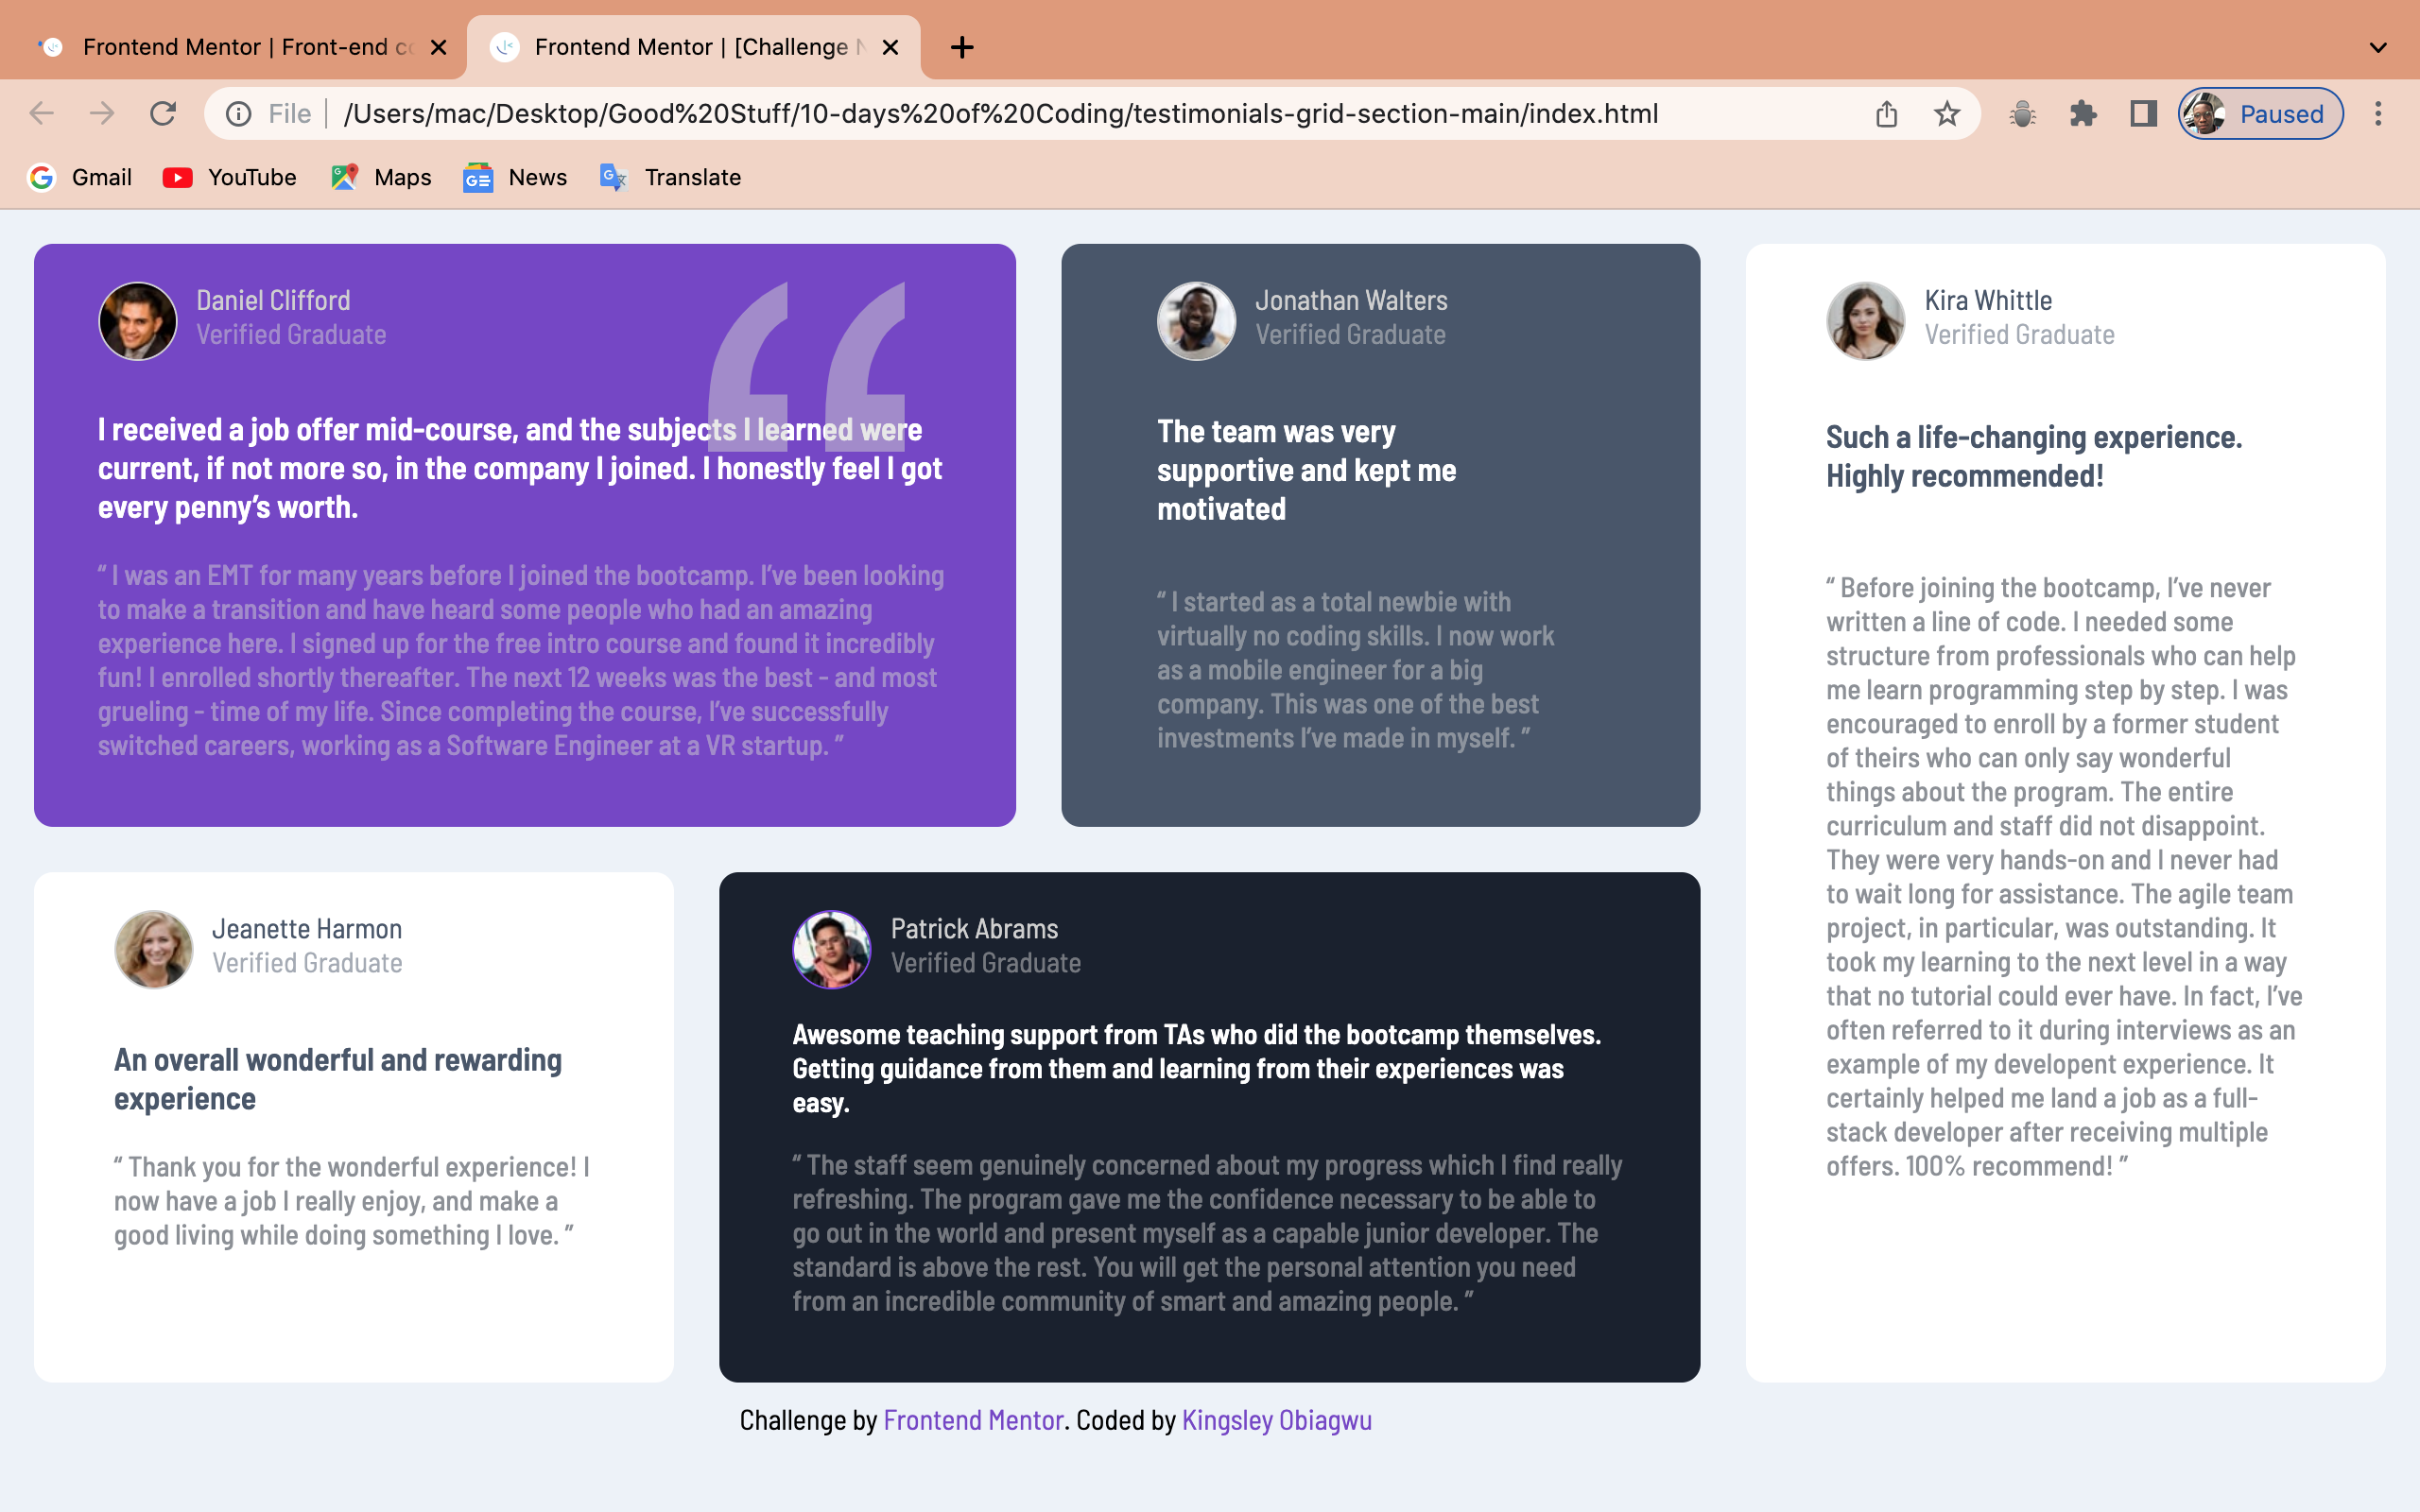 Frontend Mentor | Front-end co
Frontend Mentor | [Challenge N
File | /Users/mac/Desktop/Good%20Stuff/10-days%20of%20Coding/testimonials-grid-section-main/index.html
Paused
Gmail YouTube Maps News Translate
Daniel Clifford
Verified Graduate
I received a job offer mid-course, and the subjects I learned were
current, if not more so, in the company I joined. I honestly feel I got
every penny’s worth.
“ I was an EMT for many years before I joined the bootcamp. I’ve been looking
to make a transition and have heard some people who had an amazing
experience here. I signed up for the free intro course and found it incredibly
fun! I enrolled shortly thereafter. The next 12 weeks was the best - and most
grueling - time of my life. Since completing the course, I’ve successfully
switched careers, working as a Software Engineer at a VR startup. ”
Jonathan Walters
Verified Graduate
The team was very
supportive and kept me
motivated
“ I started as a total newbie with
virtually no coding skills. I now work
as a mobile engineer for a big
company. This was one of the best
investments I’ve made in myself. ”
Kira Whittle
Verified Graduate
Such a life-changing experience.
Highly recommended!
“ Before joining the bootcamp, I’ve never
written a line of code. I needed some
structure from professionals who can help
me learn programming step by step. I was
encouraged to enroll by a former student
of theirs who can only say wonderful
things about the program. The entire
curriculum and staff did not disappoint.
They were very hands-on and I never had
to wait long for assistance. The agile team
project, in particular, was outstanding. It
took my learning to the next level in a way
that no tutorial could ever have. In fact, I’ve
often referred to it during interviews as an
example of my developent experience. It
certainly helped me land a job as a full-
stack developer after receiving multiple
offers. 100% recommend! ”
Jeanette Harmon
Verified Graduate
An overall wonderful and rewarding
experience
“ Thank you for the wonderful experience! I
now have a job I really enjoy, and make a
good living while doing something I love. ”
Patrick Abrams
Verified Graduate
Awesome teaching support from TAs who did the bootcamp themselves.
Getting guidance from them and learning from their experiences was
easy.
“ The staff seem genuinely concerned about my progress which I find really
refreshing. The program gave me the confidence necessary to be able to
go out in the world and present myself as a capable junior developer. The
standard is above the rest. You will get the personal attention you need
from an incredible community of smart and amazing people. ”
Challenge by Frontend Mentor. Coded by Kingsley Obiagwu